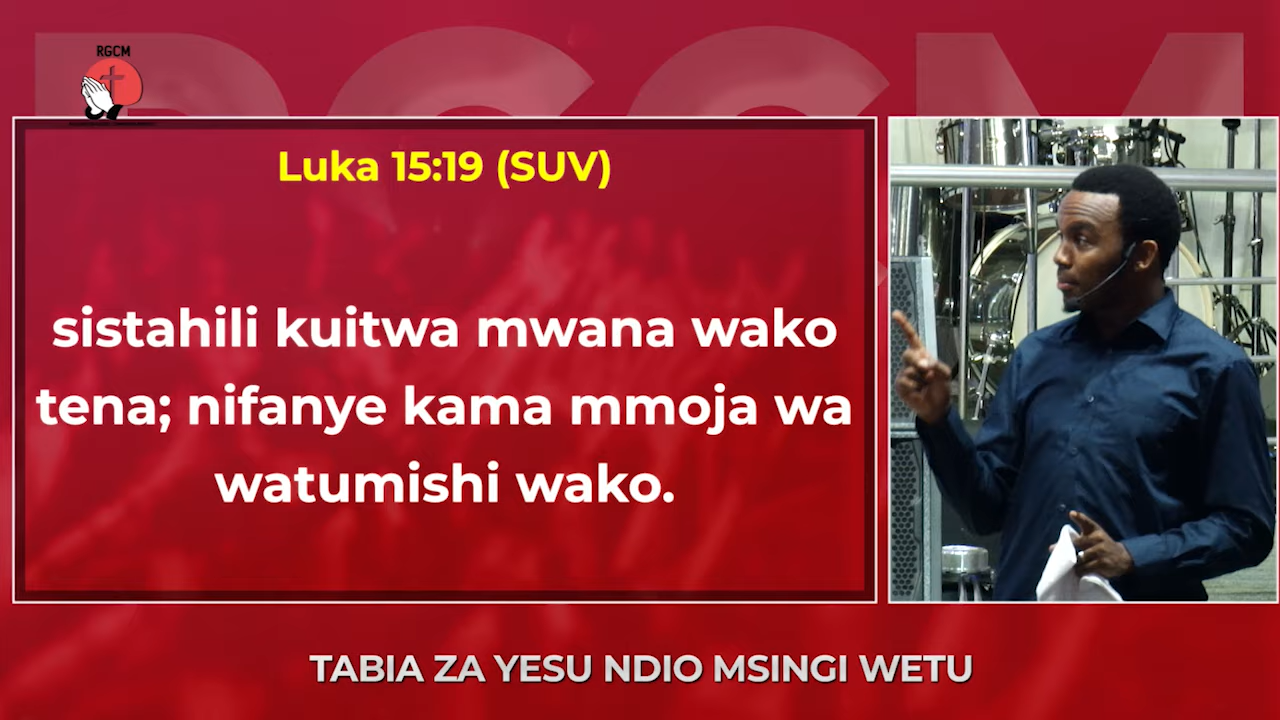 RGCM
RGCM
Luka 15:19 (SUV)
sistahili kuitwa mwana wako
tena; nifanye kama mmoja wa
watumishi wako.
TABIA ZA YESU NDIO MSINGI WETU